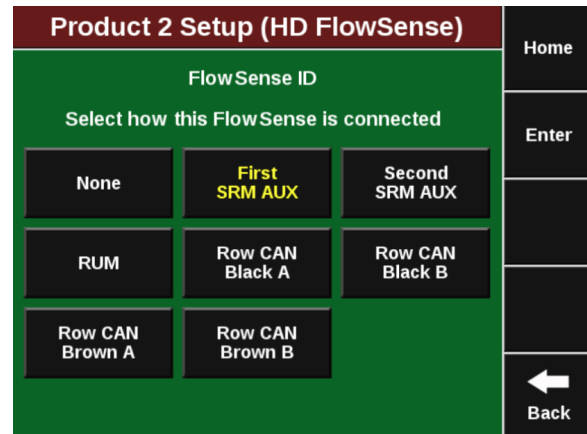 Product 2 Setup (HD FlowSense)
Home
FlowSense ID
Select how this FlowSense is connected
Enter
None
First
SRM AUX
Second
SRM AUX
RUM
Row CAN
Black A
Row CAN
Black B
Row CAN
Brown A
Row CAN
Brown B
Back